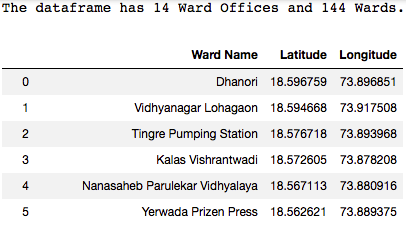 The dataframe has 14 Ward Offices and 144 Wards.
Ward Name Latitude Longitude
0 Dhanori 18.596759 73.896851
1 Vidhyanagar Lohagaon 18.594668 73.917508
2 Tingre Pumping Station 18.576718 73.893968
3 Kalas Vishrantwadi 18.572605 73.878208
4 Nanasaheb Parulekar Vidhyalaya 18.567113 73.880916
5 Yerwada Prizen Press 18.562621 73.889375